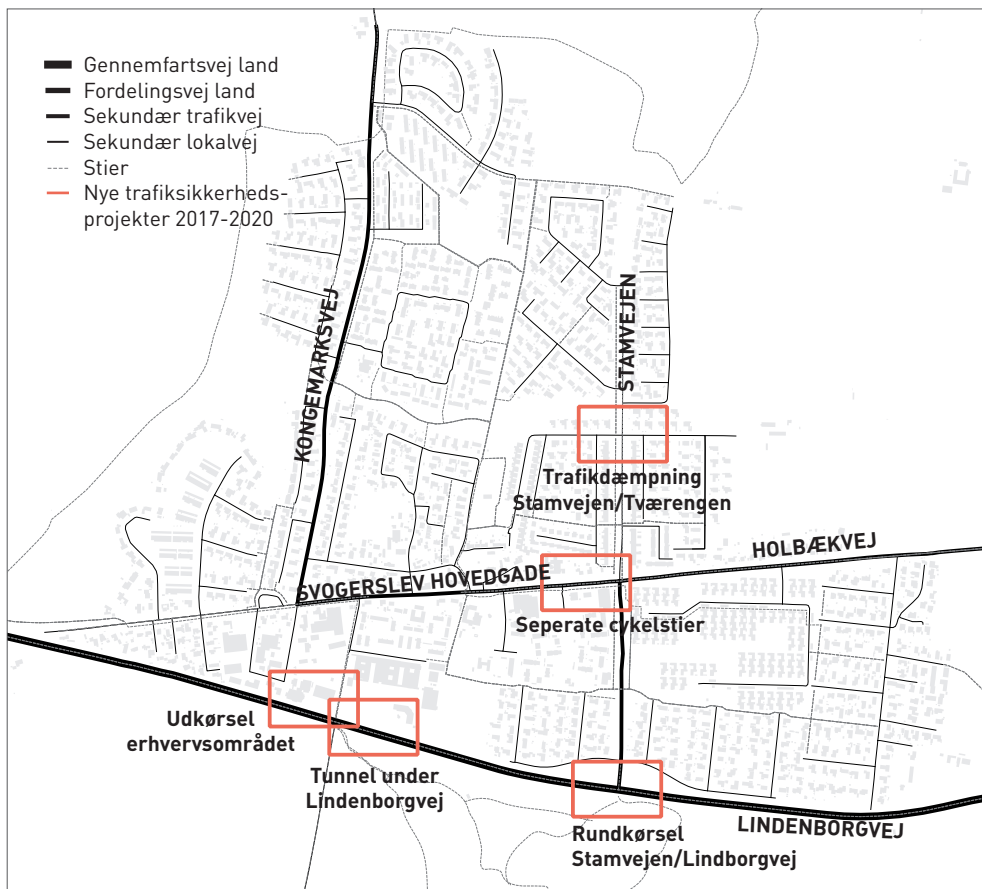 Gennemfartsvej land
Fordelingsvej land
Sekundær trafikvej
Sekundær lokalvej
Stier
Nye trafiksikkerheds-
projekter 2017-2020
KONGEMARKSVEJ
STAMVEJEN
Trafikdæmpning
Stamvejen/Tværengen
HOLBÆKVEJ
SVOGERSLEV HOVEDGADE
Seperate cykelstier
Udkørsel
erhvervsområdet
Tunnel under
Lindenborgvej
Rundkørsel
Stamvejen/Lindborgvej
LINDENBORGVEJ